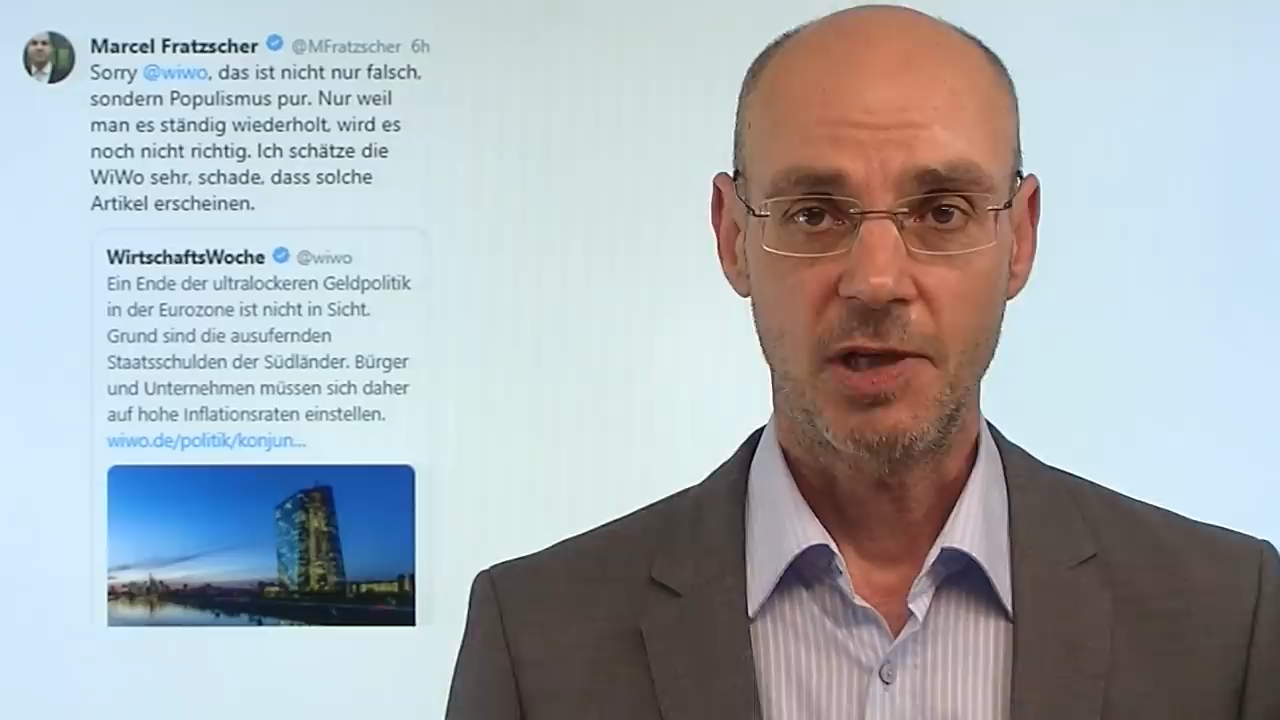 Marcel Fratzscher @MFratzscher 6h
Sorry @wiwo, das ist nicht nur falsch,
sondern Populismus pur. Nur weil
man es ständig wiederholt, wird es
noch nicht richtig. Ich schätze die
WiWo sehr, schade, dass solche
Artikel erscheinen.
WirtschaftsWoche @wiwo
Ein Ende der ultralockeren Geldpolitik
in der Eurozone ist nicht in Sicht.
Grund sind die ausufernden
Staatsschulden der Südländer. Bürger
und Unternehmen müssen sich daher
auf hohe Inflationsraten einstellen.
wiwo.de/politik/konjun...